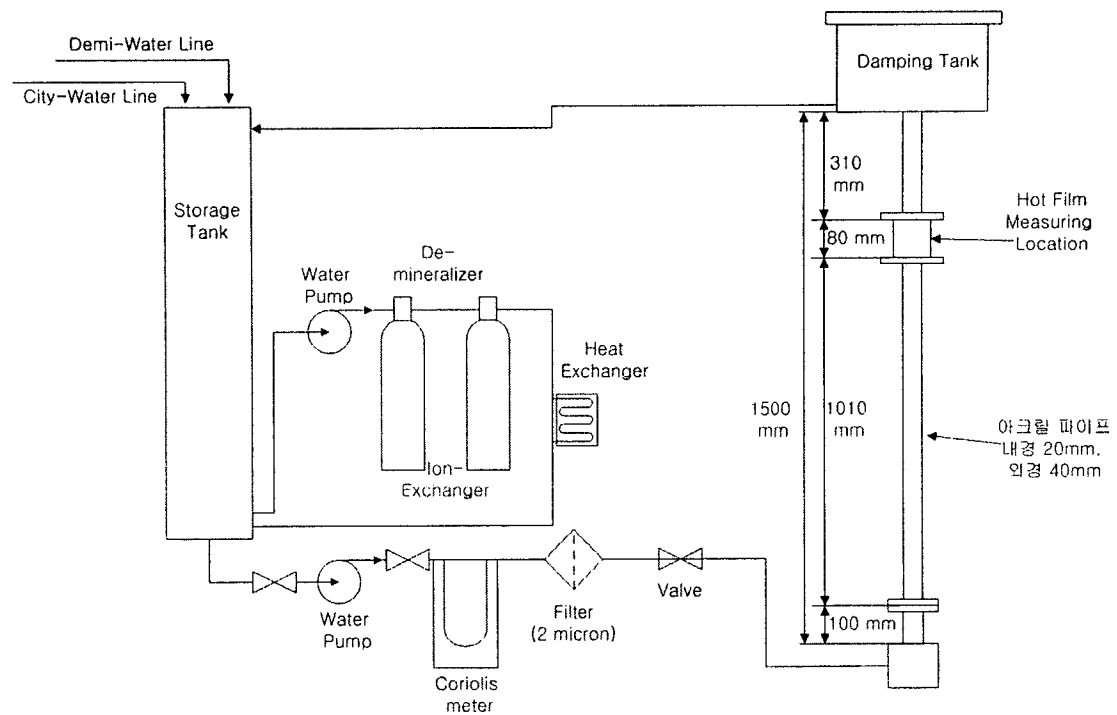 Demi-Water Line
City-Water Line
Damping Tank
Storage
Tank
310
mm
80 mm
Hot Film
Measuring
Location
De-
mineralizer
Water
Pump
Heat
Exchanger
1500
mm
1010
mm
아크릴 파이프
내경 20mm,
외경 40mm
Ion-
Exchanger
Water
Pump
Filter
(2 micron)
Valve
100 mm
Coriolis
meter